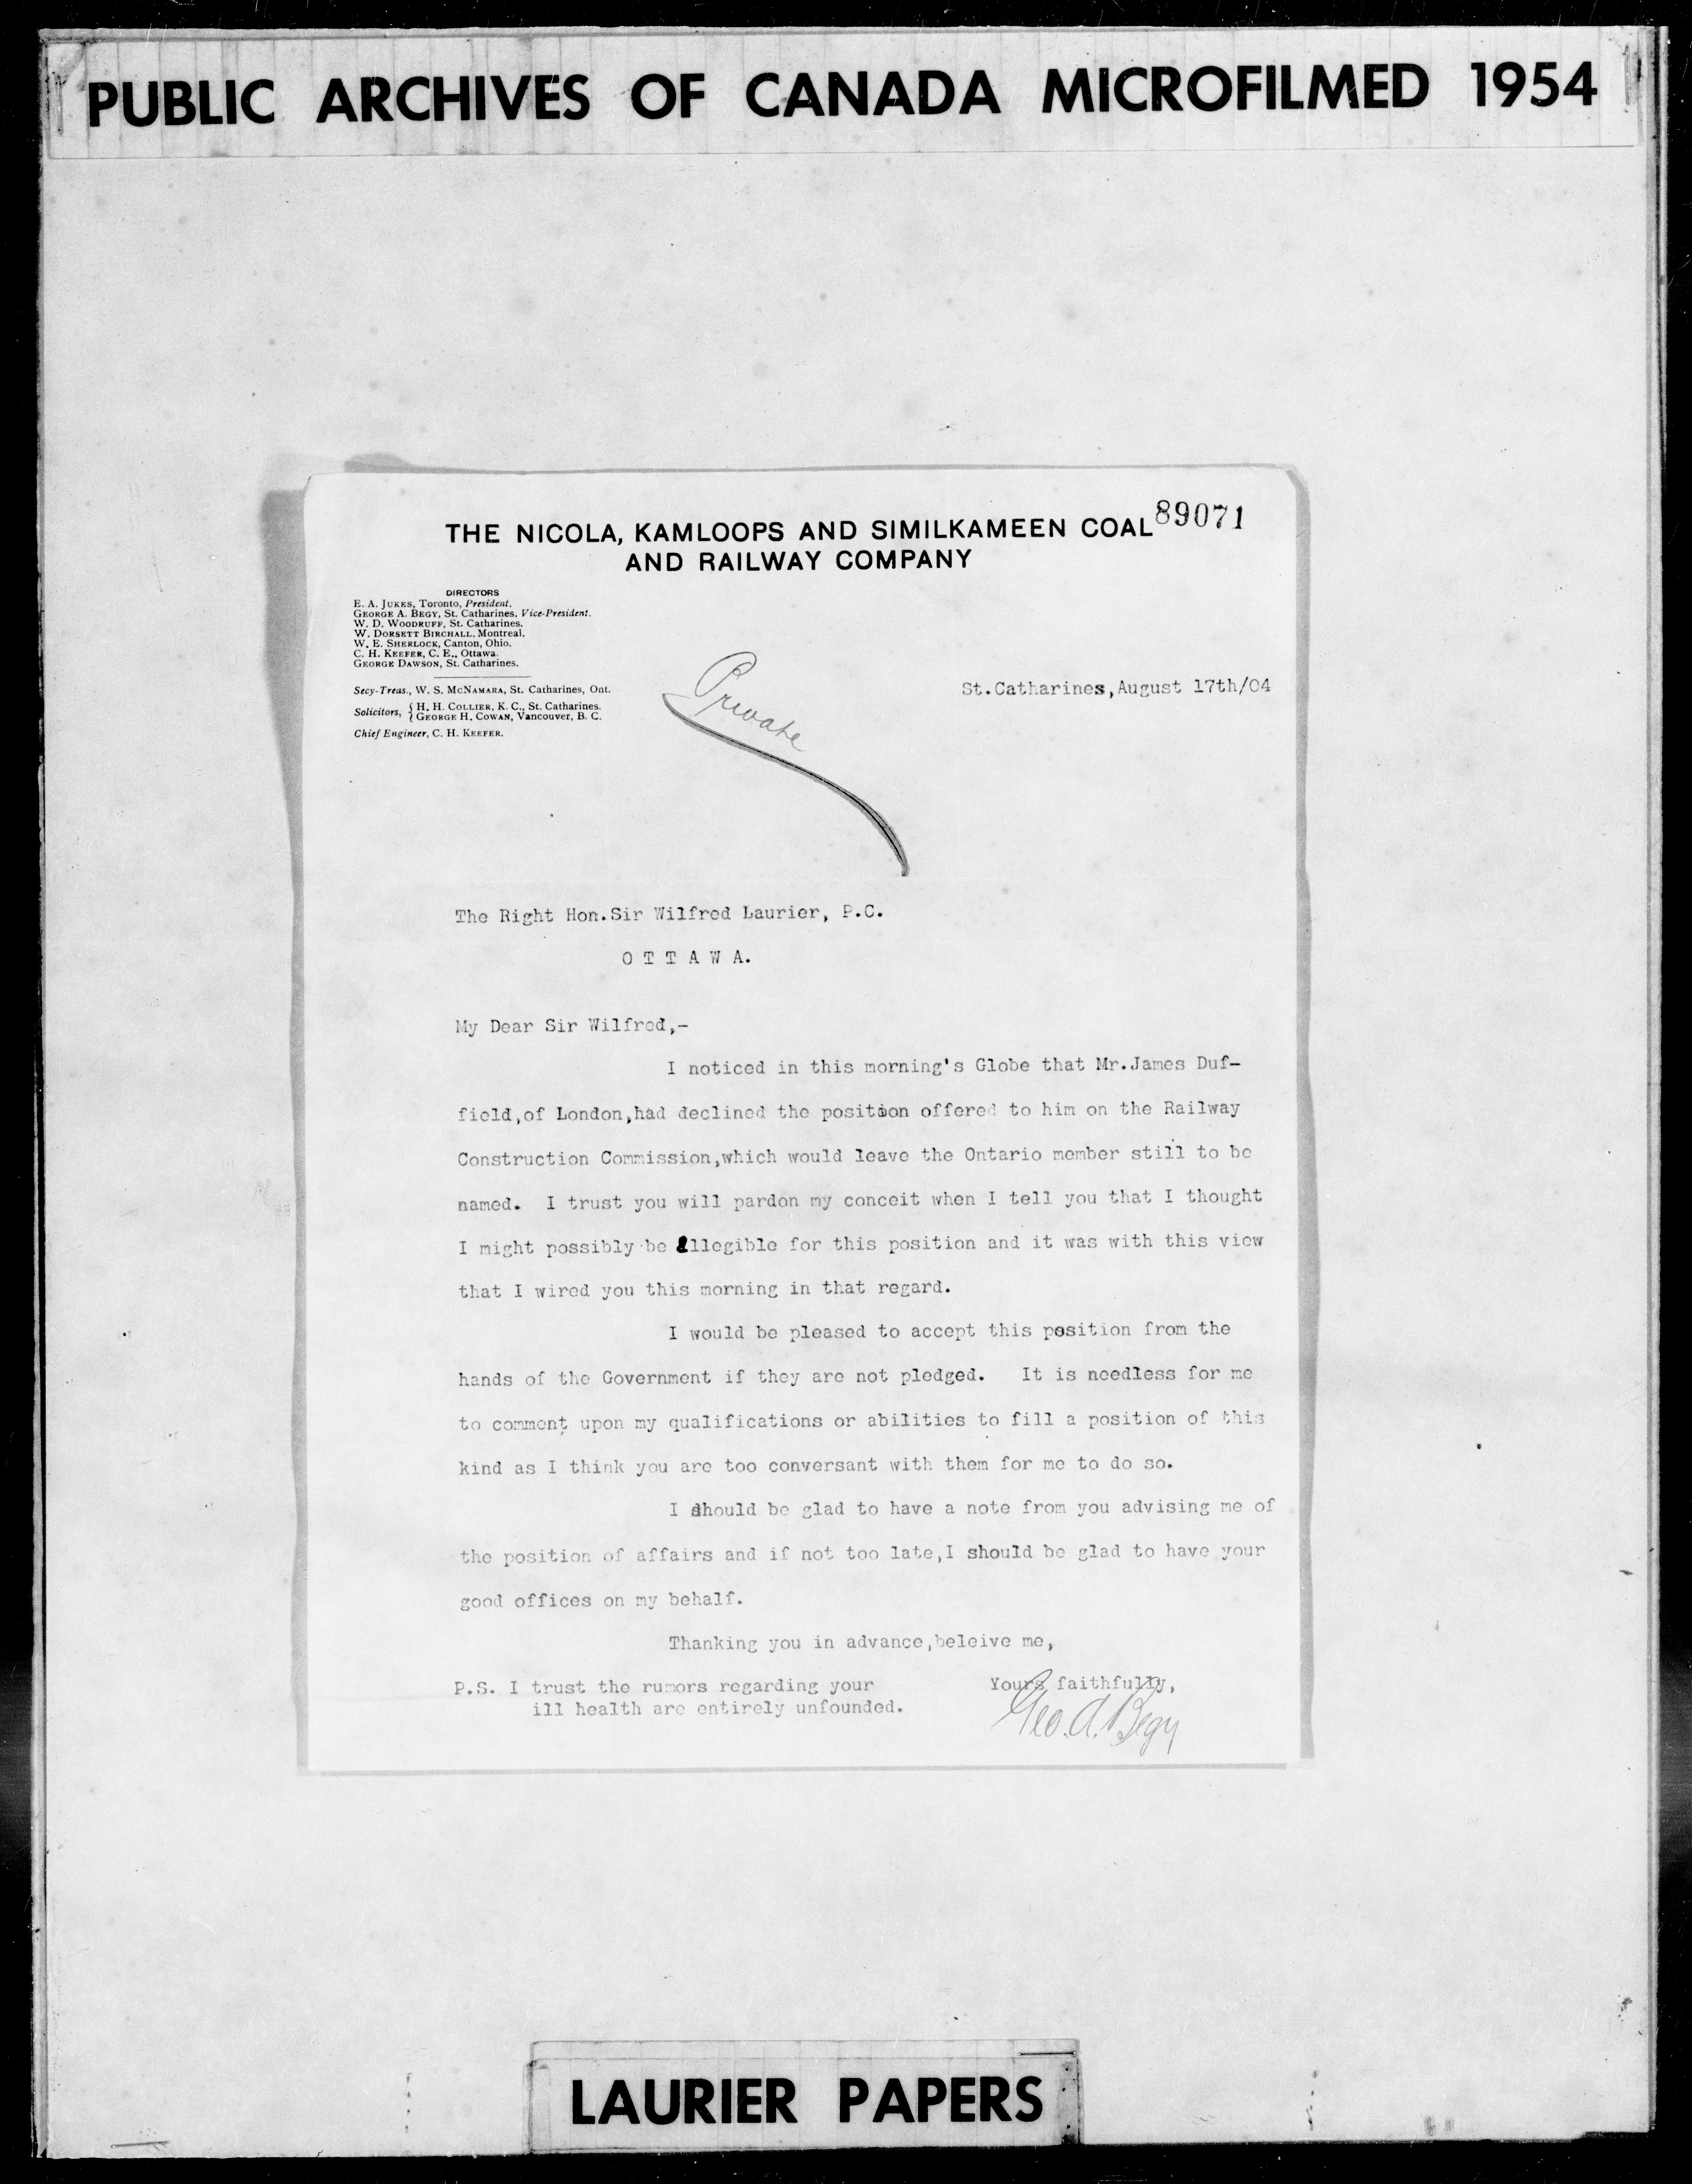 PUBLIC ARCHIVES OF CANADA MICROFILMED 1954
89071
THE NICOLA, KAMLOOPS AND SIMILKAMEEN COAL
AND RAILWAY COMPANY
DIRECTORS
E. A. JUKES, Toronto, President.
GEORGE A. BEGY, St. Catharines, Vice-President.
W. D. WOODRUFF, St. Catharines.
W. DORSETT BIRCHALL, Montreal.
W. E. SHERLOCK, Canton, Ohio.
C. H. KEEFER, C. E., Ottawa.
GEORGE DAWSON, St. Catharines.
Secy-Treas., W. S. MCNAMARA, St. Catharines, Ont.
Solicitors, { H. H. COLLIER, K. C., St. Catharines.
{ GEORGE H. COWAN, Vancouver, B. C.
Chief Engineer, C. H. KEEFER.
Private
St.Catharines,August 17th/04
The Right Hon.Sir Wilfred Laurier, P.C.
O T T A W A.
My Dear Sir Wilfred,-
I noticed in this morning's Globe that Mr.James Duf-
field,of London,had declined the position offered to him on the Railway
Construction Commission,which would leave the Ontario member still to be
named. I trust you will pardon my conceit when I tell you that I thought
I might possibly be illegible for this position and it was with this view
that I wired you this morning in that regard.
I would be pleased to accept this position from the
hands of the Government if they are not pledged. It is needless for me
to comment upon my qualifications or abilities to fill a position of this
kind as I think you are too conversant with them for me to do so.
I should be glad to have a note from you advising me of
the position of affairs and if not too late,I should be glad to have your
good offices on my behalf.
Thanking you in advance,beleive me,
Yours faithfully,
Geo. A. Begy
P.S. I trust the rumors regarding your
ill health are entirely unfounded.
LAURIER PAPERS